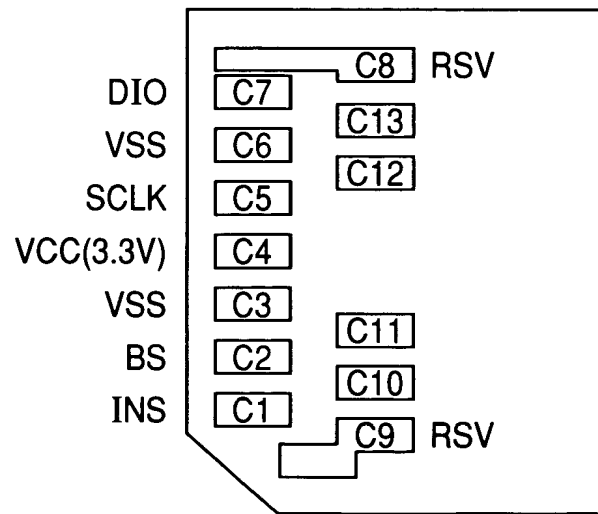 C8 RSV
DIO C7
C13
VSS C6
C12
SCLK C5
VCC(3.3V) C4
VSS C3
C11
BS C2
C10
INS C1
C9 RSV